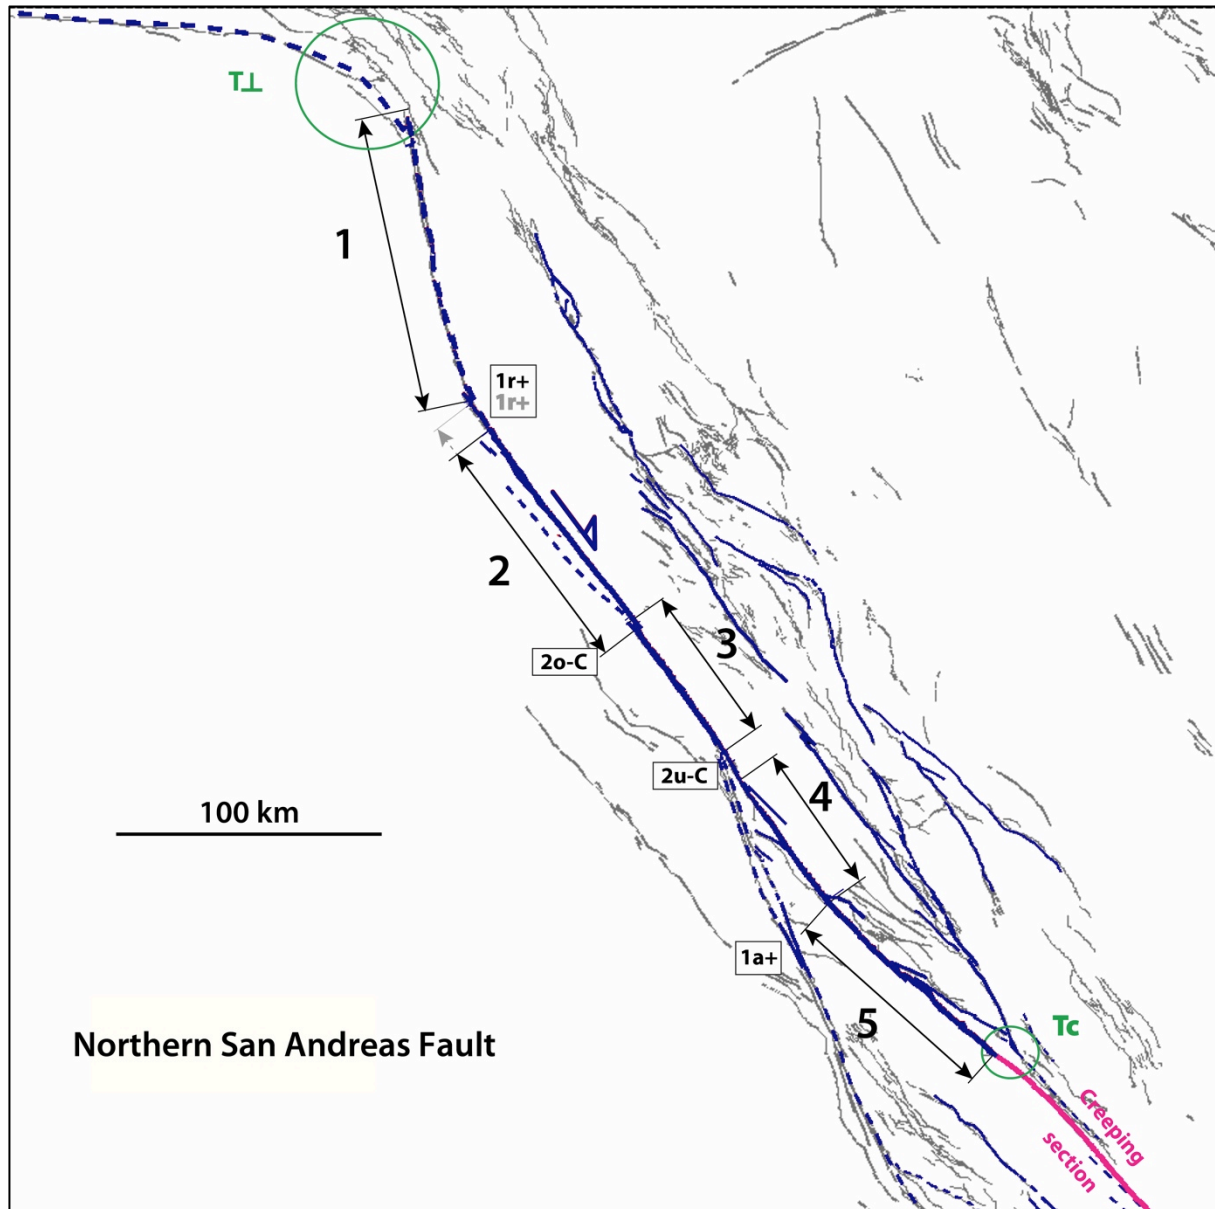 T⊥
1
1r+
1r+
2
3
2o-C
2u-C
4
100 km
1a+
5
Tc
Northern San Andreas Fault
Creeping
section